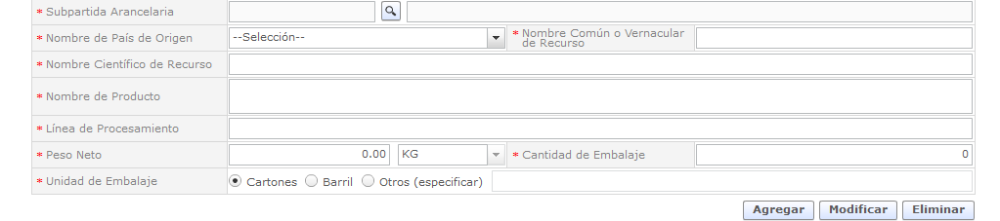 * Subpartida Arancelaria
* Nombre de País de Origen --Selección-- * Nombre Común o Vernacular de Recurso
* Nombre Científico de Recurso
* Nombre de Producto
* Línea de Procesamiento
* Peso Neto 0.00 KG * Cantidad de Embalaje 0
* Unidad de Embalaje Cartones Barril Otros (especificar)
Agregar Modificar Eliminar